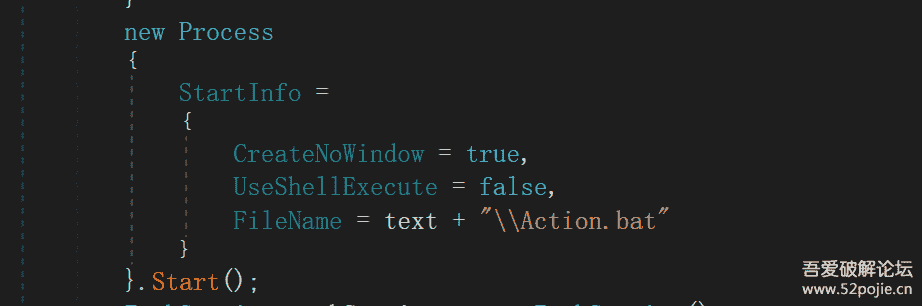 }
new Process
{
StartInfo =
{
CreateNoWindow = true,
UseShellExecute = false,
FileName = text + "\\Action.bat"
}
}.Start();
吾爱破解论坛
www.52pojie.cn